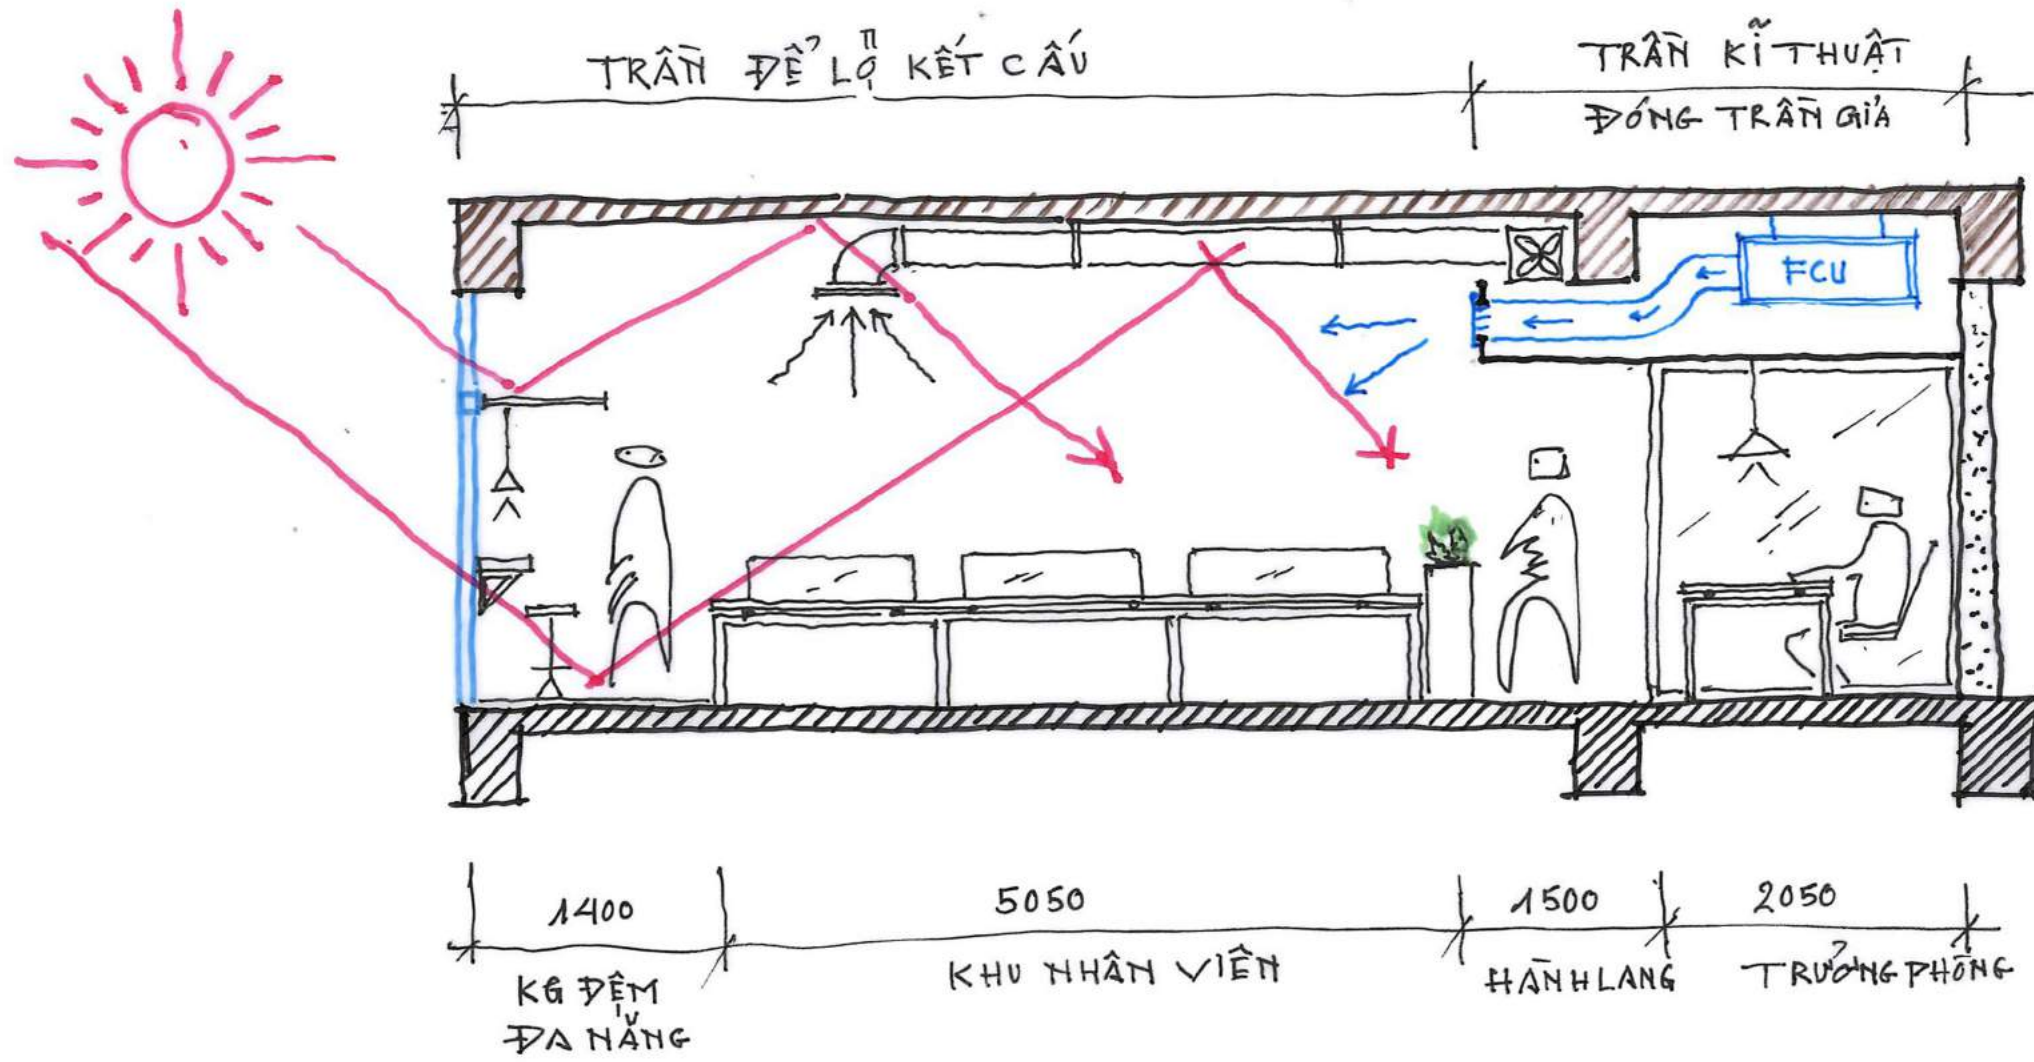 TRẦN ĐỂ LỘ KẾT CẤU
TRẦN KĨ THUẬT
ĐÓNG TRẦN GIẢ
FCU
1400
5050
1500
2050
KG ĐỆM
ĐA NĂNG
KHU NHÂN VIÊN
HÀNH LANG
TRƯỞNG PHÒNG